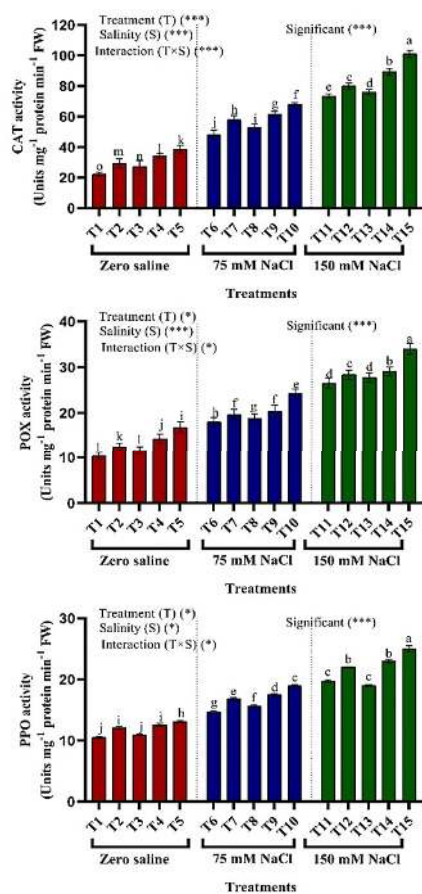 Treatment (T) (***)
Salinity (S) (***)
Interaction (T×S) (***)
Significant (***)
CAT activity
(Units mg-1 protein min-1 FW)
120
100
80
60
40
20
0
o m n l k
j h i g f
e c d b a
T1 T2 T3 T4 T5 T6 T7 T8 T9 T10 T11 T12 T13 T14 T15
Zero saline 75 mM NaCl 150 mM NaCl
Treatments
Treatment (T) (*)
Salinity (S) (***)
Interaction (T×S) (*)
Significant (***)
POX activity
(Units mg-1 protein min-1 FW)
40
30
20
10
0
l k l j i
h f g f e
d c d b a
T1 T2 T3 T4 T5 T6 T7 T8 T9 T10 T11 T12 T13 T14 T15
Zero saline 75 mM NaCl 150 mM NaCl
Treatments
Treatment (T) (*)
Salinity (S) (*)
Interaction (T×S) (*)
Significant (***)
PPO activity
(Units mg-1 protein min-1 FW)
30
20
10
0
j i j i h
g e f d c
c b c b a
T1 T2 T3 T4 T5 T6 T7 T8 T9 T10 T11 T12 T13 T14 T15
Zero saline 75 mM NaCl 150 mM NaCl
Treatments